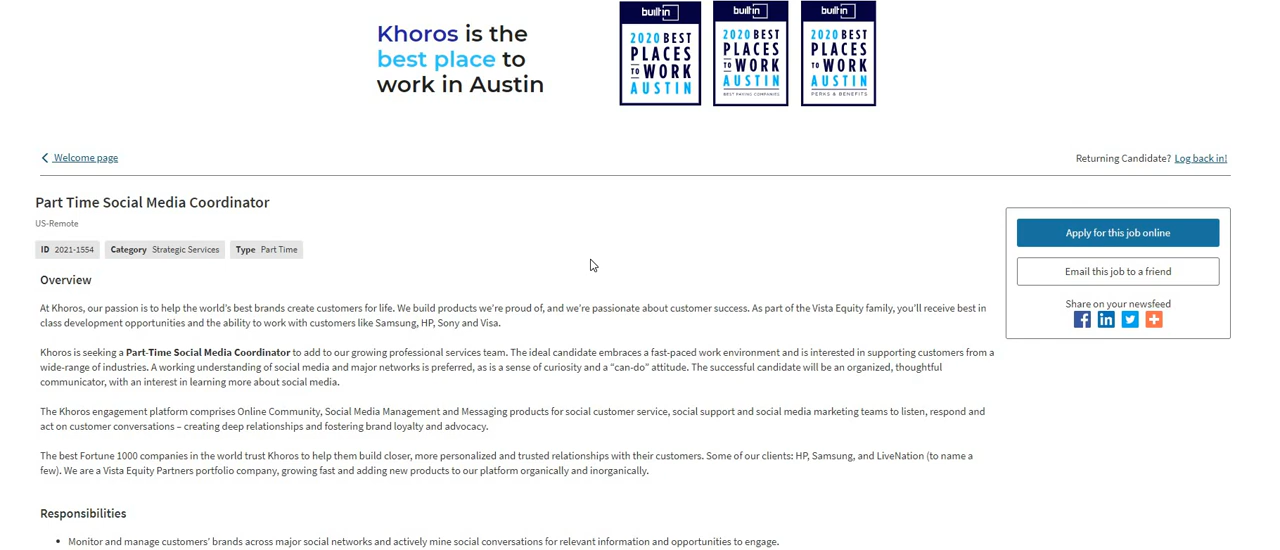 Khoros is the
best place to
work in Austin
built in
2020 BEST
PLACES
TO WORK
AUSTIN
built in
2020 BEST
PLACES
TO WORK
AUSTIN
BEST PAYING COMPANIES
built in
2020 BEST
PLACES
TO WORK
AUSTIN
PERKS & BENEFITS
Welcome page
Returning Candidate? Log back in!
Part Time Social Media Coordinator
US-Remote
ID 2021-1554 Category Strategic Services Type Part Time
Apply for this job online
Email this job to a friend
Share on your newsfeed
Overview
At Khoros, our passion is to help the world's best brands create customers for life. We build products we're proud of, and we're passionate about customer success. As part of the Vista Equity family, you'll receive best in
class development opportunities and the ability to work with customers like Samsung, HP, Sony and Visa.
Khoros is seeking a Part-Time Social Media Coordinator to add to our growing professional services team. The ideal candidate embraces a fast-paced work environment and is interested in supporting customers from a
wide-range of industries. A working understanding of social media and major networks is preferred, as is a sense of curiosity and a "can-do" attitude. The successful candidate will be an organized, thoughtful
communicator, with an interest in learning more about social media.
The Khoros engagement platform comprises Online Community, Social Media Management and Messaging products for social customer service, social support and social media marketing teams to listen, respond and
act on customer conversations – creating deep relationships and fostering brand loyalty and advocacy.
The best Fortune 1000 companies in the world trust Khoros to help them build closer, more personalized and trusted relationships with their customers. Some of our clients: HP, Samsung, and LiveNation (to name a
few). We are a Vista Equity Partners portfolio company, growing fast and adding new products to our platform organically and inorganically.
Responsibilities
• Monitor and manage customers' brands across major social networks and actively mine social conversations for relevant information and opportunities to engage.